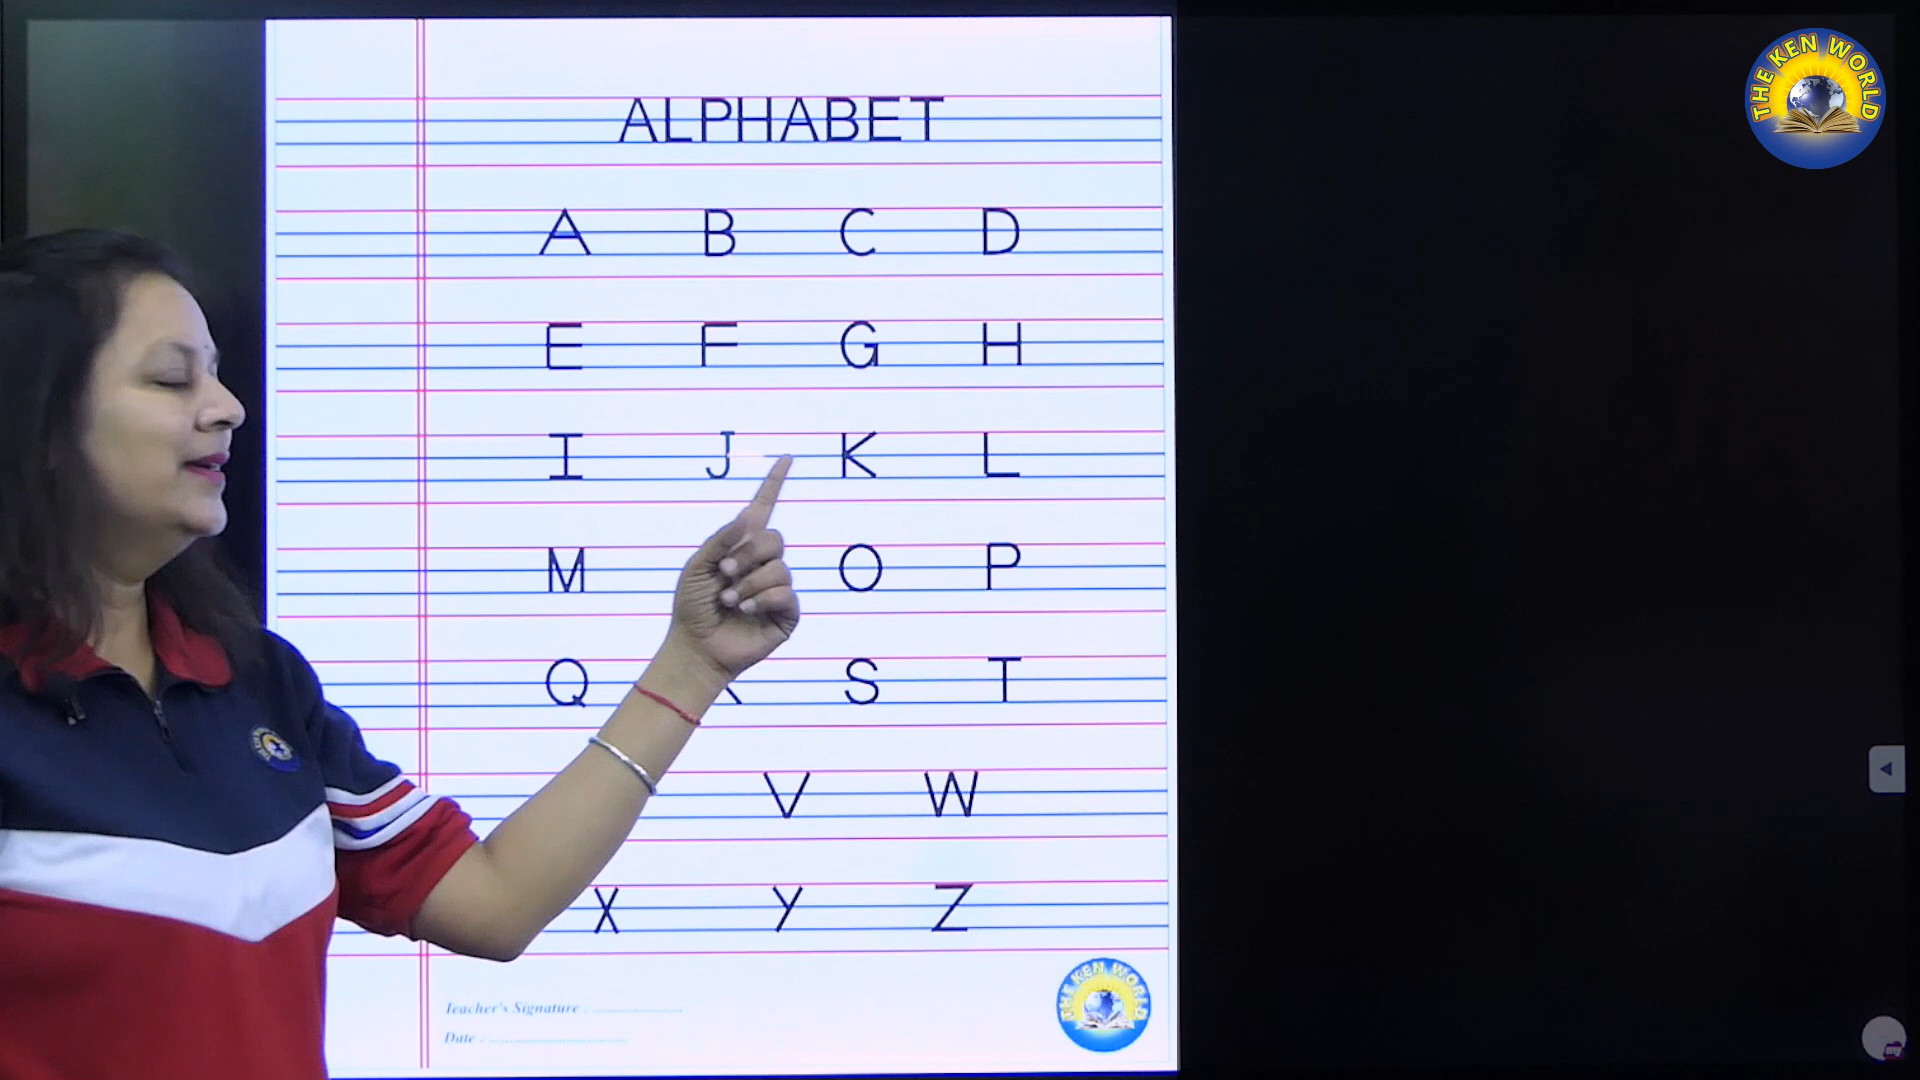 THE KEN WORLD
ALPHABET
A B C D
E F G H
I J K L
M O P
Q S T
V W
X Y Z
Teacher's Signature -
Date -
THE KEN WORLD